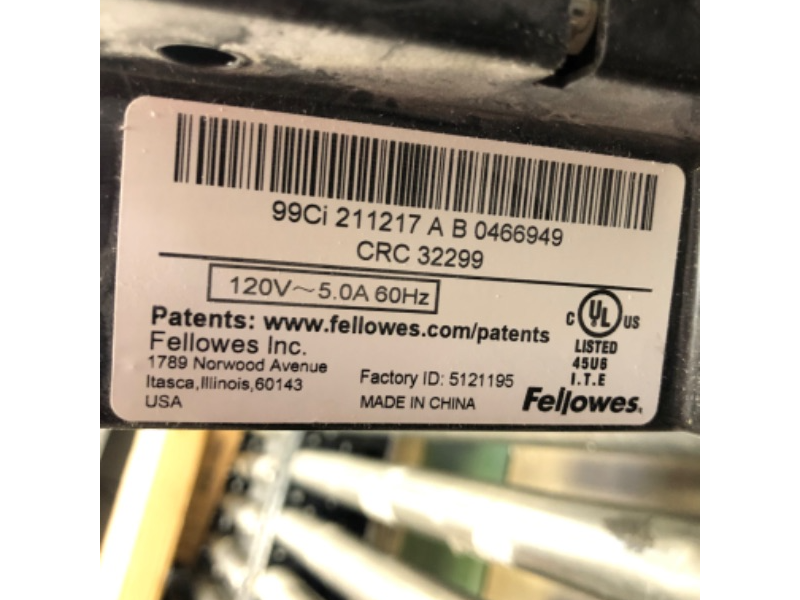 99Ci 211217 A B 0466949
CRC 32299
120V~5.0A 60Hz
Patents: www.fellowes.com/patents
Fellowes Inc.
1789 Norwood Avenue
Itasca,Illinois,60143
USA
Factory ID: 5121195
MADE IN CHINA
C UL US
LISTED
45U6
I.T.E
Fellowes.